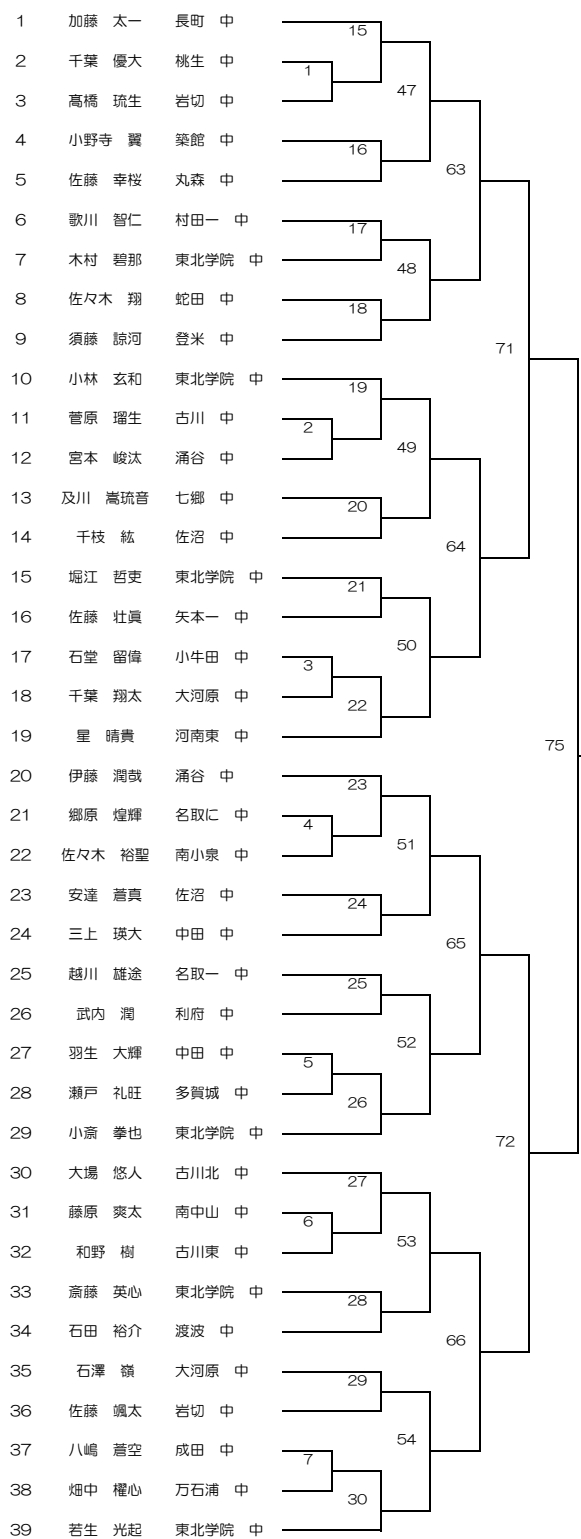 1 加藤 太一 長町 中
15
2 千葉 優大 桃生 中
1
47
3 髙橋 琉生 岩切 中
4 小野寺 翼 築館 中
16
63
5 佐藤 幸桜 丸森 中
6 歌川 智仁 村田一 中
17
7 木村 碧那 東北学院 中
48
8 佐々木 翔 蛇田 中
18
9 須藤 諒河 登米 中
71
10 小林 玄和 東北学院 中
19
11 菅原 瑠生 古川 中
2
49
12 宮本 峻汰 涌谷 中
13 及川 嵩琉音 七郷 中
20
14 千枝 紘 佐沼 中
64
15 堀江 哲吏 東北学院 中
21
16 佐藤 壮眞 矢本一 中
50
17 石堂 留偉 小牛田 中
3
18 千葉 翔太 大河原 中
22
19 星 晴貴 河南東 中
75
20 伊藤 潤哉 涌谷 中
23
21 郷原 煌輝 名取に 中
4
51
22 佐々木 裕聖 南小泉 中
23 安達 蒼真 佐沼 中
24
24 三上 瑛大 中田 中
65
25 越川 雄途 名取一 中
25
26 武内 潤 利府 中
52
27 羽生 大輝 中田 中
5
28 瀬戸 礼旺 多賀城 中
26
29 小斎 拳也 東北学院 中
72
30 大場 悠人 古川北 中
27
31 藤原 爽太 南中山 中
6
53
32 和野 樹 古川東 中
33 斎藤 英心 東北学院 中
28
34 石田 裕介 渡波 中
66
35 石澤 嶺 大河原 中
29
36 佐藤 颯太 岩切 中
54
37 八嶋 蒼空 成田 中
7
38 畑中 櫂心 万石浦 中
30
39 若生 光起 東北学院 中